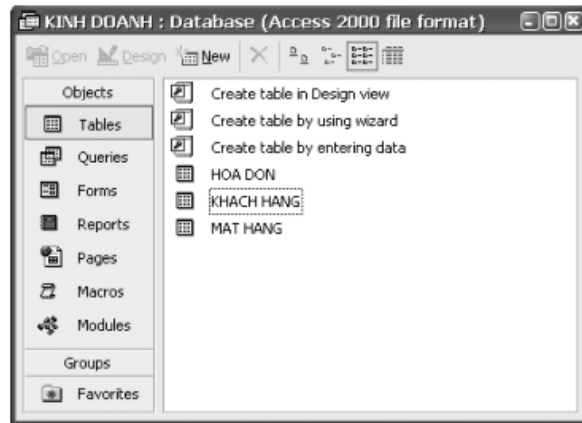 KINH DOANH : Database (Access 2000 file format)
Open Design New
Objects
Tables
Queries
Forms
Reports
Pages
Macros
Modules
Groups
Favorites
Create table in Design view
Create table by using wizard
Create table by entering data
HOA DON
KHACH HANG
MAT HANG